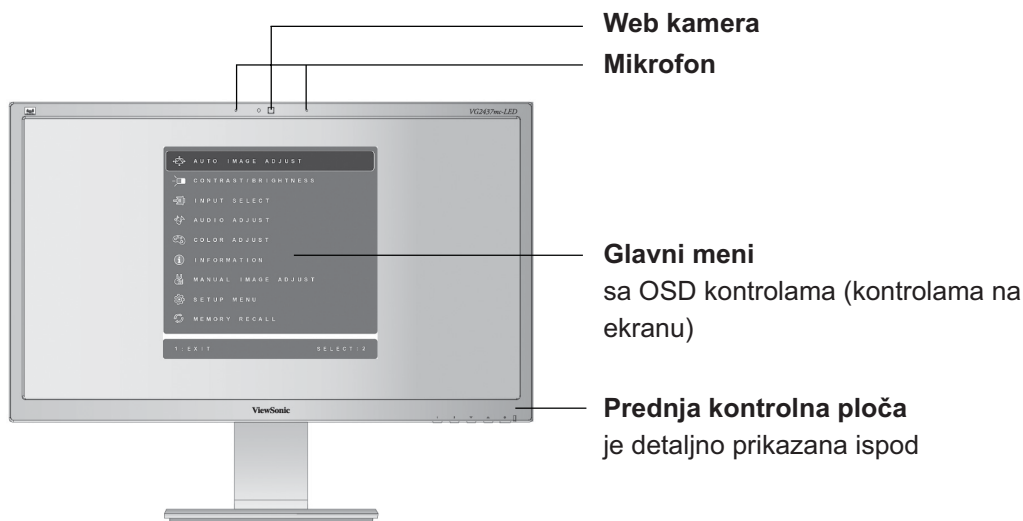 Web kamera
Mikrofon
VG2437mc-LED
AUTO IMAGE ADJUST
CONTRAST/BRIGHTNESS
INPUT SELECT
AUDIO ADJUST
COLOR ADJUST
INFORMATION
MANUAL IMAGE ADJUST
SETUP MENU
MEMORY RECALL
1:EXIT SELECT:2
Glavni meni
sa OSD kontrolama (kontrolama na
ekranu)
ViewSonic
Prednja kontrolna ploča
je detaljno prikazana ispod